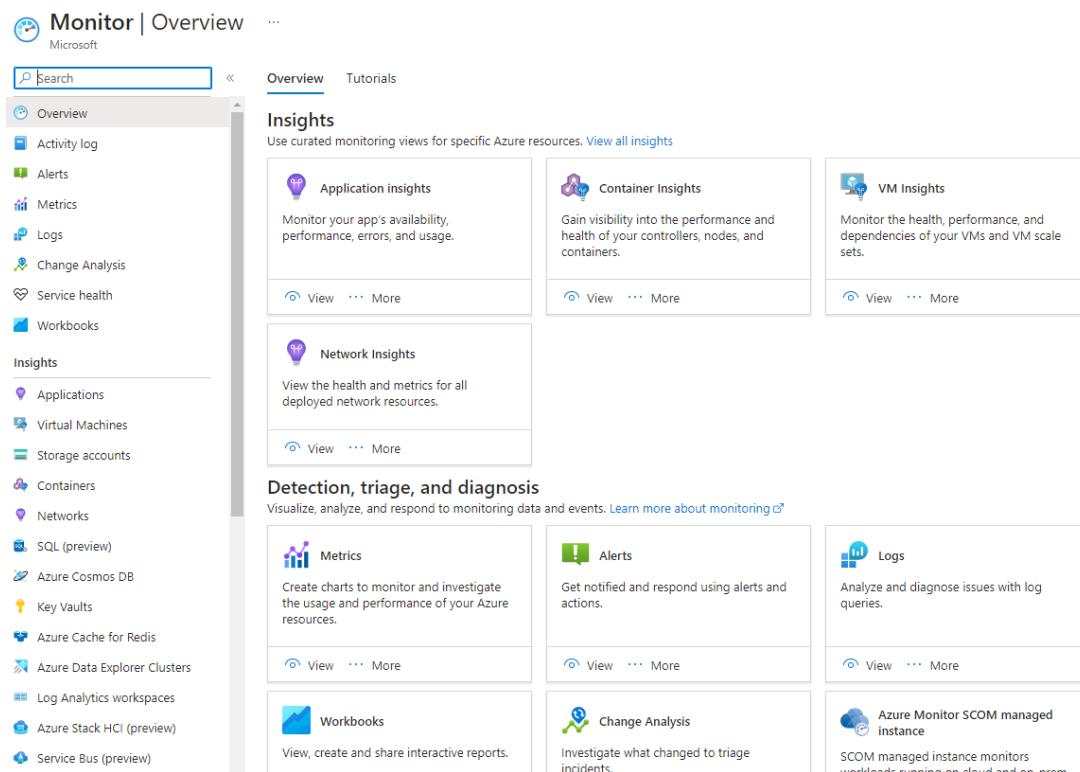 Monitor | Overview ...
Microsoft
Search
«
Overview
Activity log
Alerts
Metrics
Logs
Change Analysis
Service health
Workbooks
Insights
Applications
Virtual Machines
Storage accounts
Containers
Networks
SQL (preview)
Azure Cosmos DB
Key Vaults
Azure Cache for Redis
Azure Data Explorer Clusters
Log Analytics workspaces
Azure Stack HCI (preview)
Service Bus (preview)
Overview Tutorials
Insights
Use curated monitoring views for specific Azure resources. View all insights
Application insights
Monitor your app's availability,
performance, errors, and usage.
View ... More
Container Insights
Gain visibility into the performance and
health of your controllers, nodes, and
containers.
View ... More
VM Insights
Monitor the health, performance, and
dependencies of your VMs and VM scale
sets.
View ... More
Network Insights
View the health and metrics for all
deployed network resources.
View ... More
Detection, triage, and diagnosis
Visualize, analyze, and respond to monitoring data and events. Learn more about monitoring
Metrics
Create charts to monitor and investigate
the usage and performance of your Azure
resources.
View ... More
Alerts
Get notified and respond using alerts and
actions.
View ... More
Logs
Analyze and diagnose issues with log
queries.
View ... More
Workbooks
View, create and share interactive reports.
Change Analysis
Investigate what changed to triage
incidents.
Azure Monitor SCOM managed
instance
SCOM managed instance monitors
workloads running on cloud and on-prem